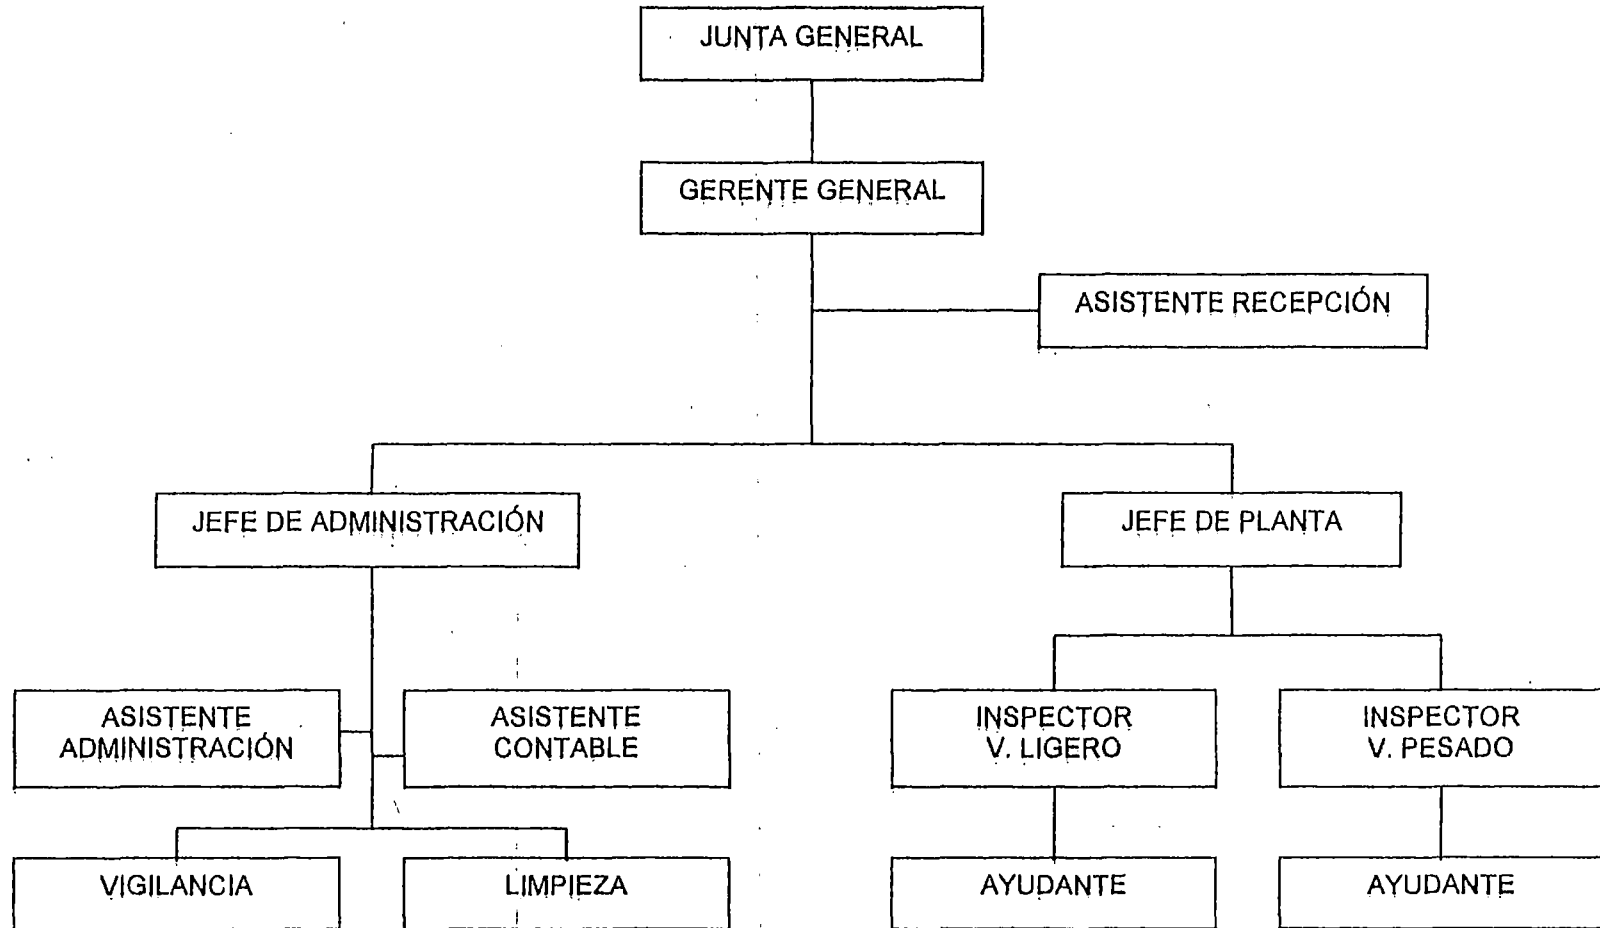 JUNTA GENERAL
GERENTE GENERAL
ASISTENTE RECEPCIÓN
JEFE DE ADMINISTRACIÓN
JEFE DE PLANTA
ASISTENTE
ADMINISTRACIÓN
ASISTENTE
CONTABLE
INSPECTOR
V. LIGERO
INSPECTOR
V. PESADO
VIGILANCIA
LIMPIEZA
AYUDANTE
AYUDANTE